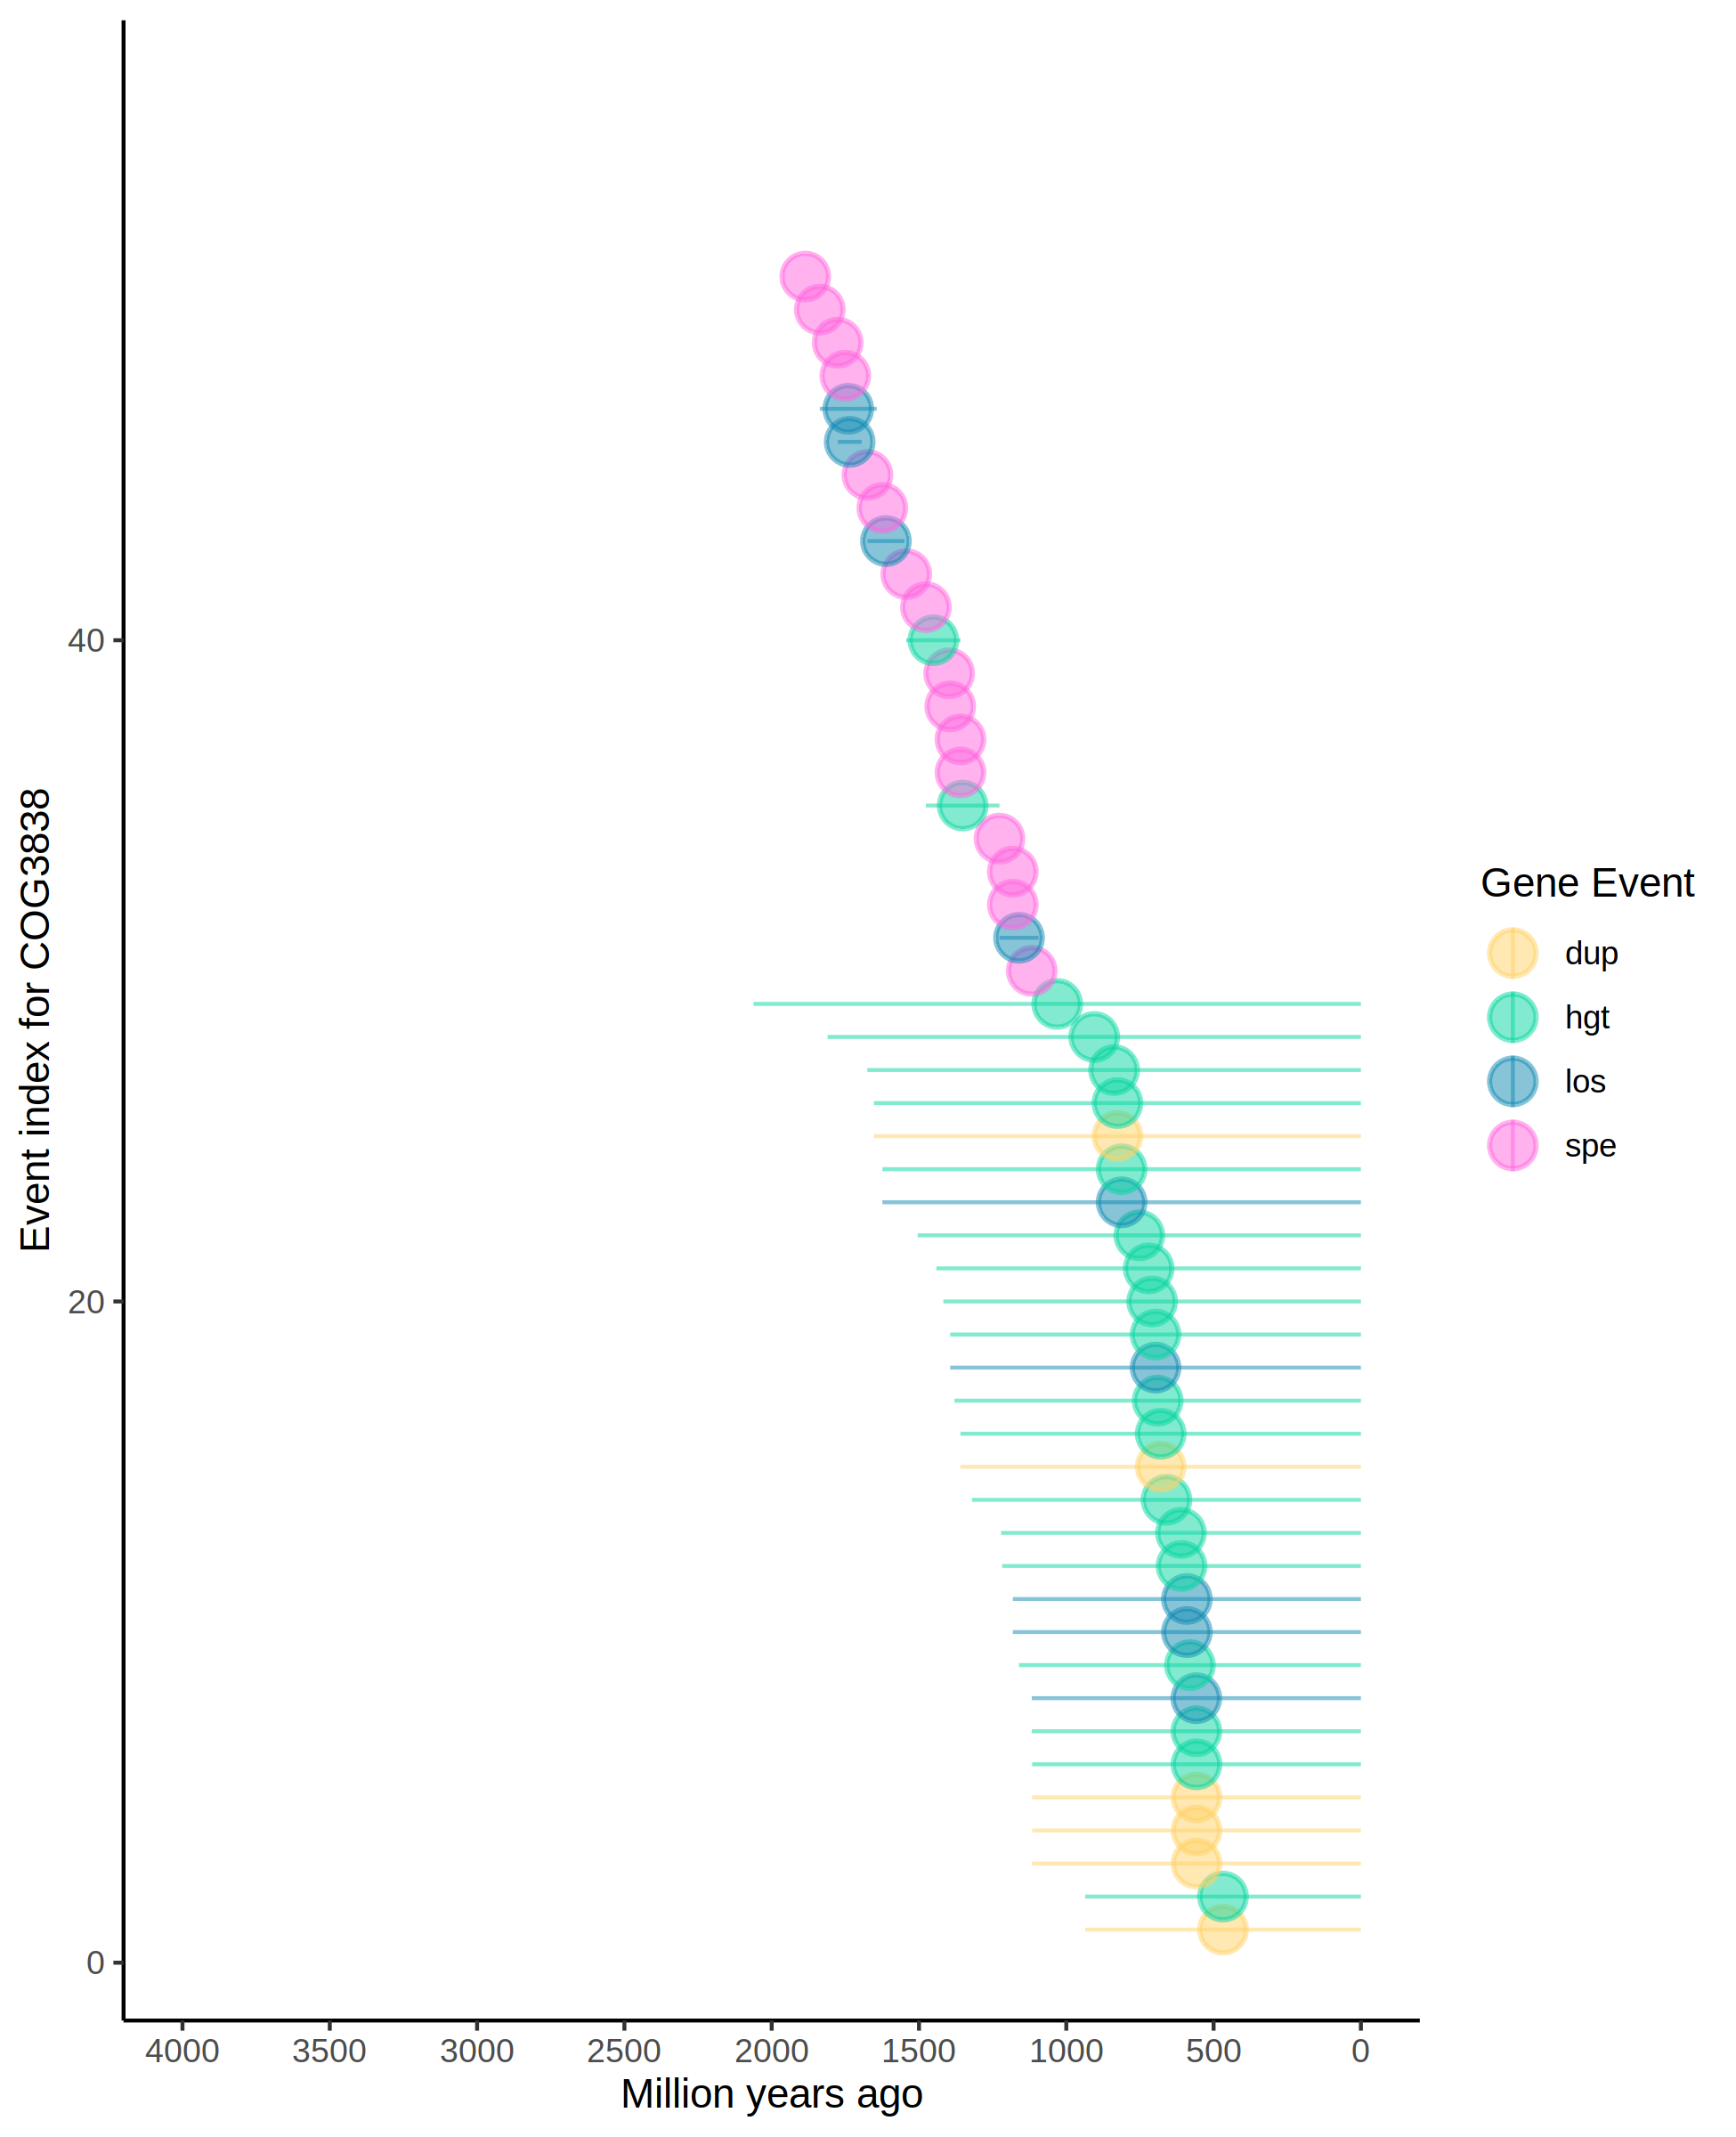 Event index for COG3838
40
20
0
4000 3500 3000 2500 2000 1500 1000 500 0
Million years ago
Gene Event
dup
hgt
los
spe